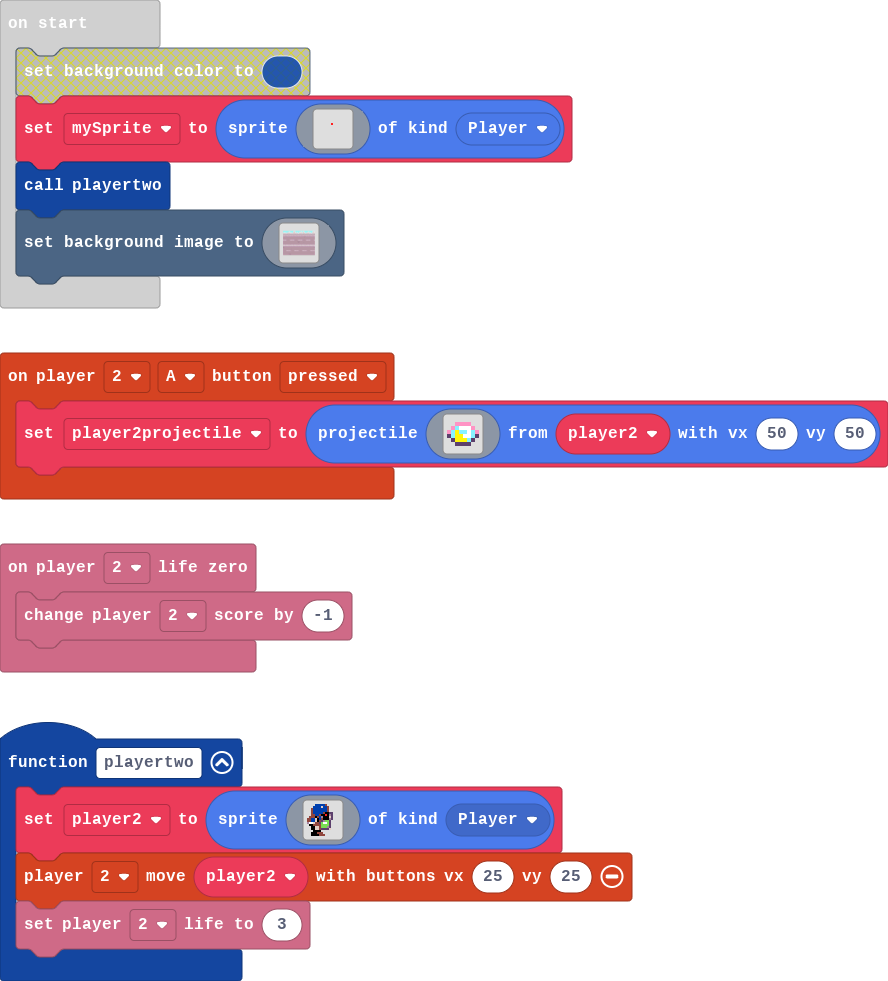 on start
set background color to
set mySprite to sprite of kind Player
call playertwo
set background image to
on player 2 A button pressed
set player2projectile to projectile from player2 with vx 50 vy 50
on player 2 life zero
change player 2 score by -1
function playertwo
set player2 to sprite of kind Player
player 2 move player2 with buttons vx 25 vy 25
set player 2 life to 3